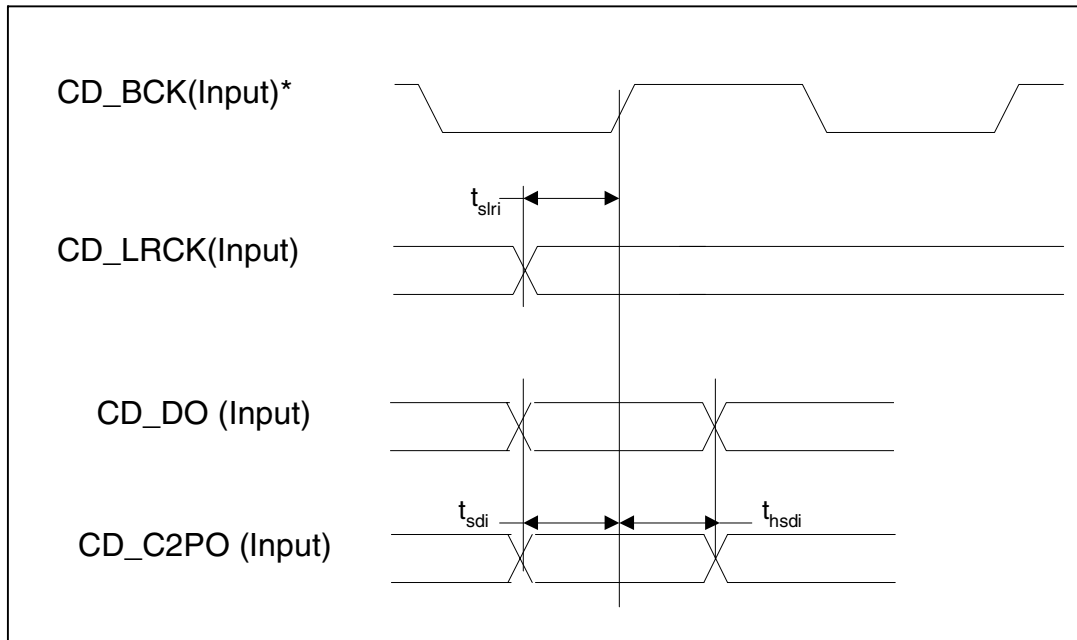 CD_BCK(Input)*
t_slri
CD_LRCK(Input)
CD_DO (Input)
t_sdi
t_hsdi
CD_C2PO (Input)